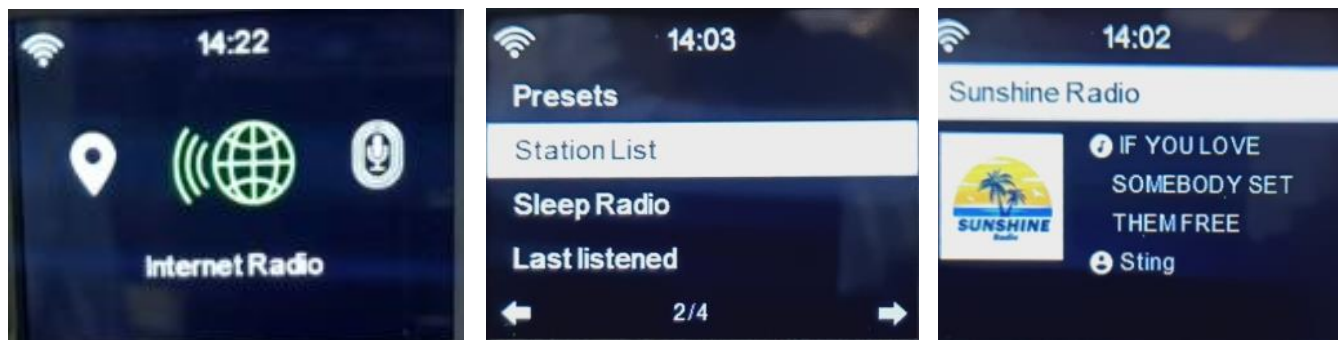 14:22
Internet Radio
14:03
Presets
Station List
Sleep Radio
Last listened
2/4
14:02
Sunshine Radio
IF YOU LOVE
SOMEBODY SET
THEM FREE
SUNSHINE
Radio
Sting